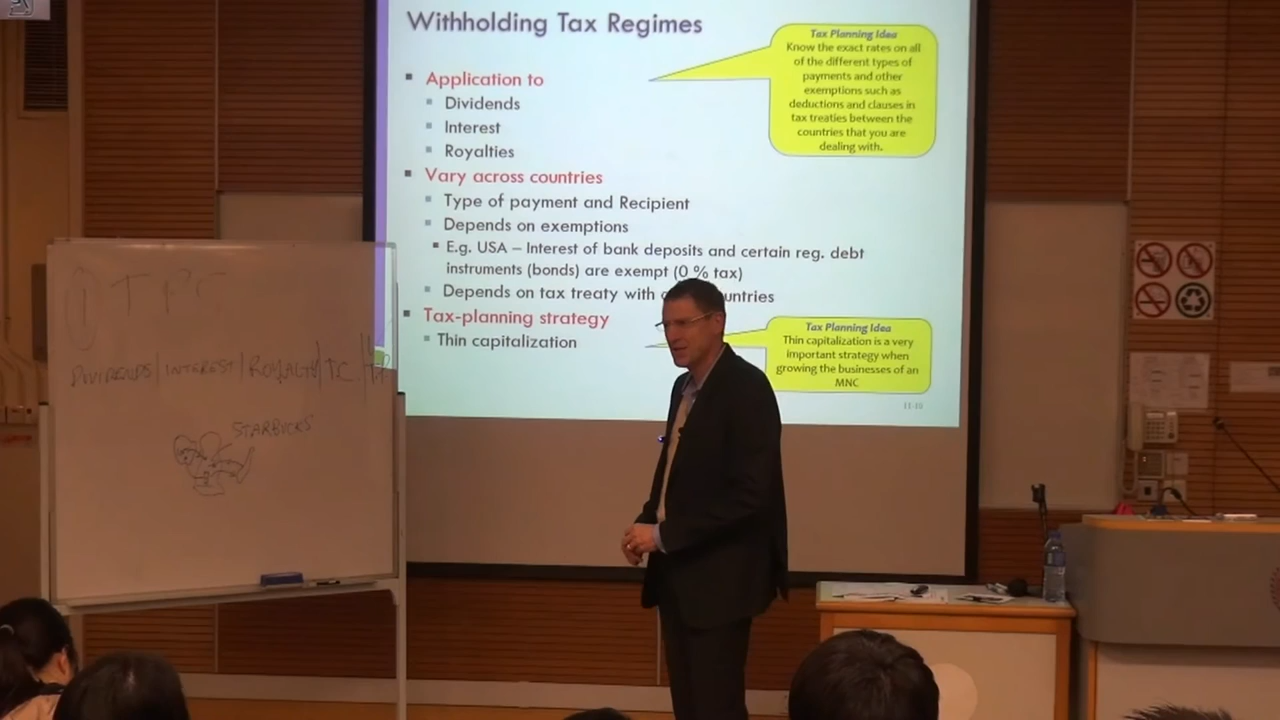 Withholding Tax Regimes
Application to
Dividends
Interest
Royalties
Vary across countries
Type of payment and Recipient
Depends on exemptions
E.g. USA – Interest of bank deposits and certain reg. debt
instruments (bonds) are exempt (0 % tax)
Depends on tax treaty with untries
Tax-planning strategy
Thin capitalization
Tax Planning Idea
Know the exact rates on all
of the different types of
payments and other
exemptions such as
deductions and clauses in
tax treaties between the
countries that you are
dealing with.
Tax Planning Idea
Thin capitalization is a very
important strategy when
growing the businesses of an
MNC
DIVIDENDS | INTEREST | ROYALTY |
STARBUCKS